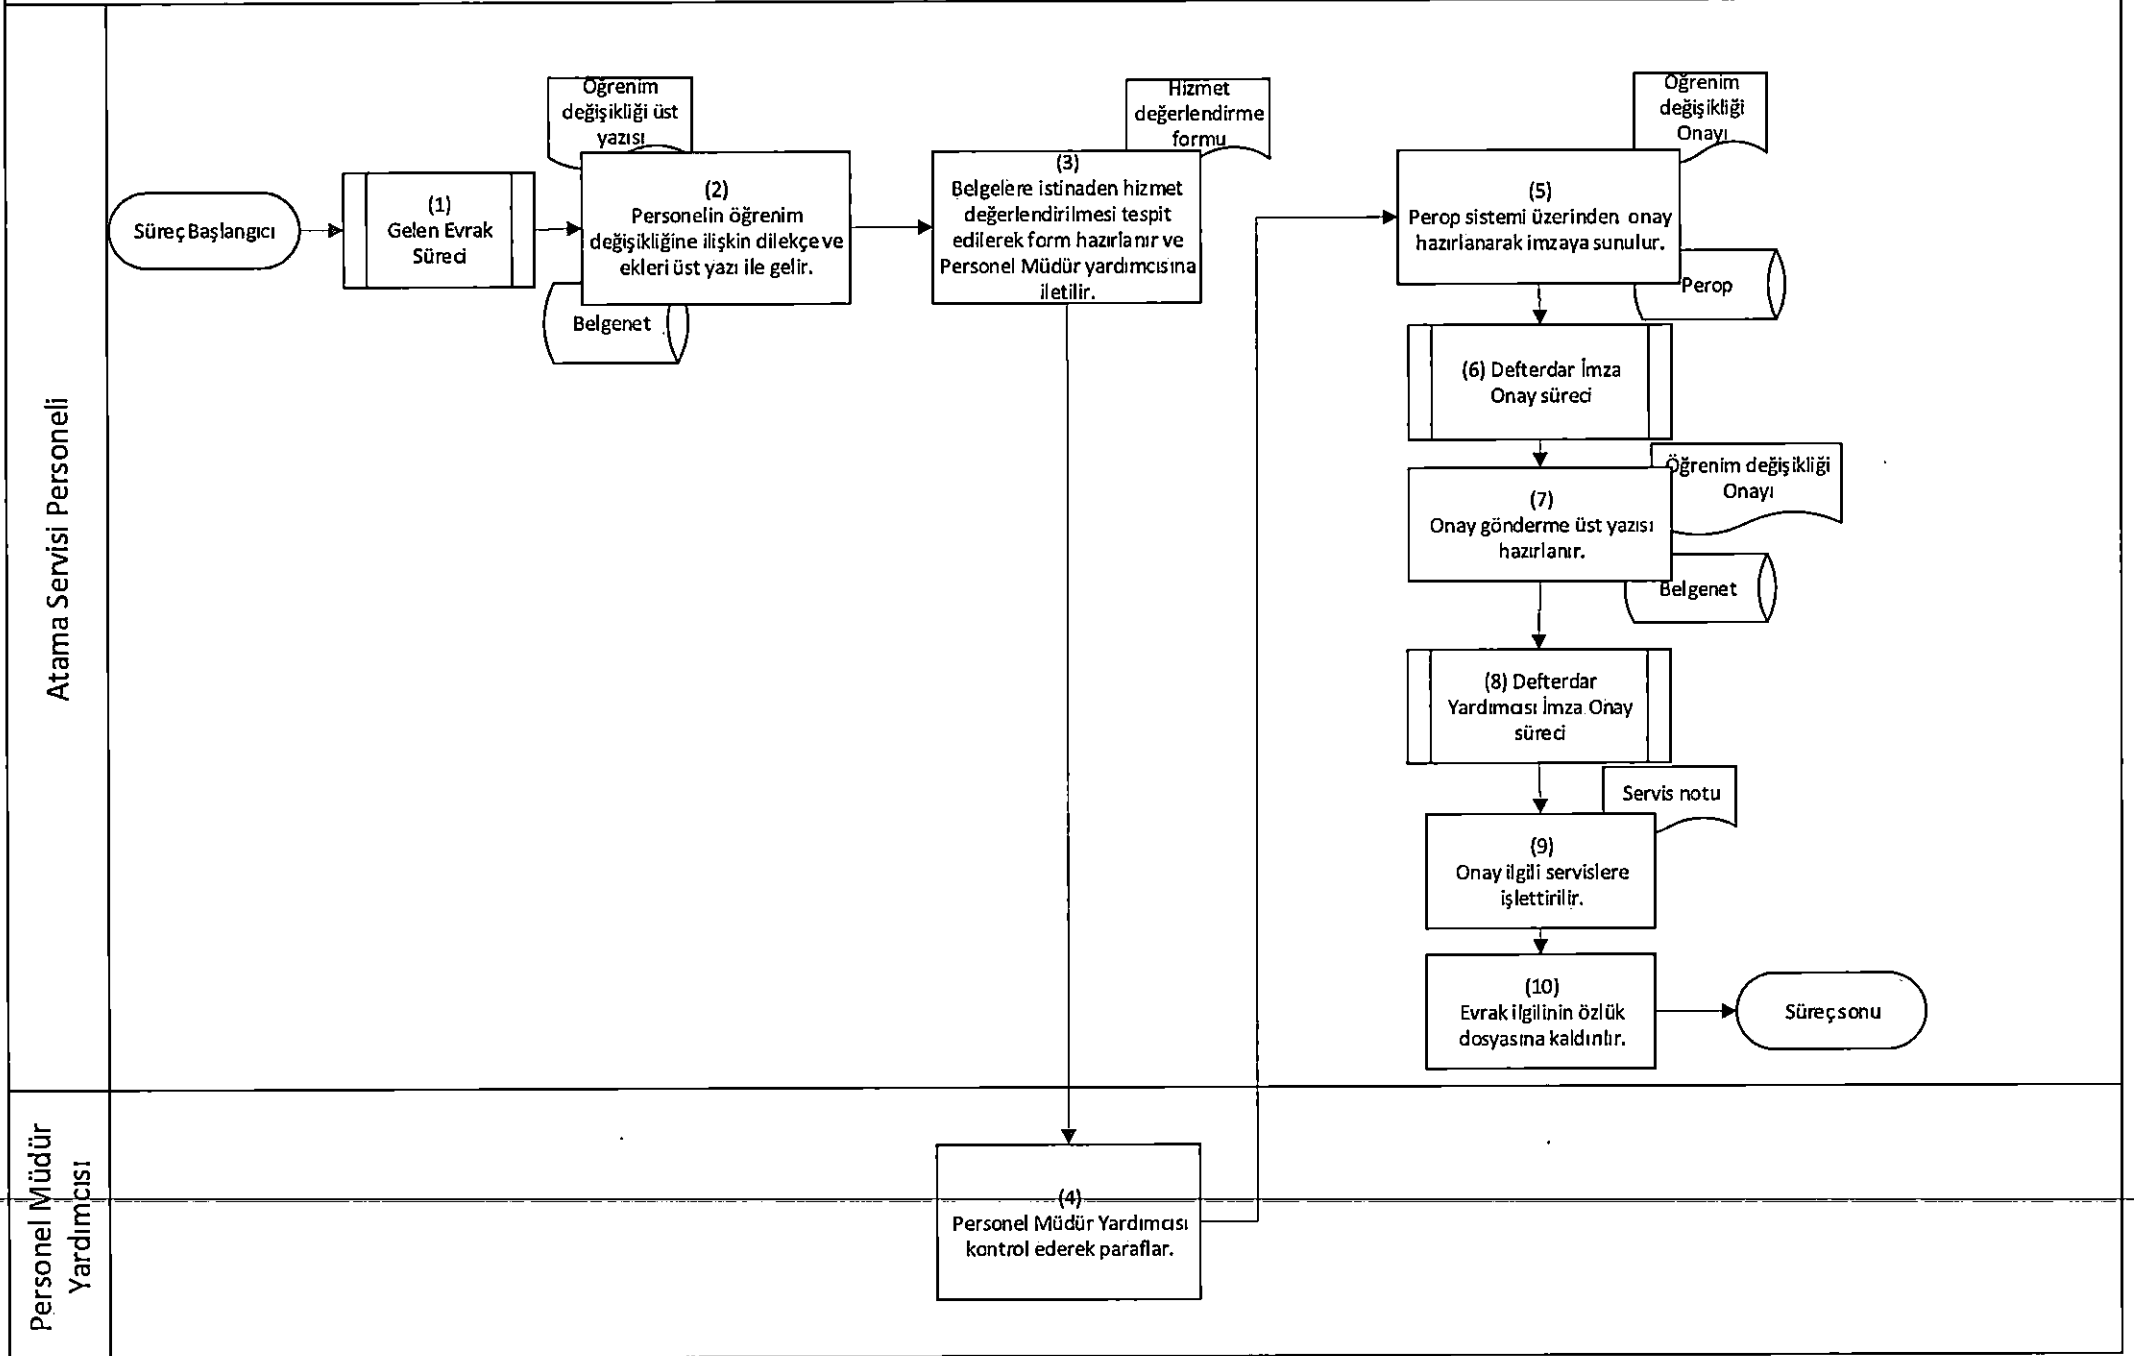 Atama Servisi Personeli
Süreç Başlangıcı
(1)
Gelen Evrak
Süreci
Öğrenim
değişikliği üst
yazısı
(2)
Personelin öğrenim
değişikliğine ilişkin dilekçe ve
ekleri üst yazı ile gelir.
Belgenet
Hizmet
değerlendirme
formu
(3)
Belgelere istinaden hizmet
değerlendirilmesi tespit
edilerek form hazırlanır ve
Personel Müdür yardımcısına
iletilir.
Öğrenim
değişikliği
Onayı
(5)
Perop sistemi üzerinden onay
hazırlanarak imzaya sunulur.
Perop
(6) Defterdar İmza
Onay süreci
Öğrenim değişikliği
Onayı
(7)
Onay gönderme üst yazısı
hazırlanır.
Belgenet
(8) Defterdar
Yardımcısı İmza Onay
süreci
Servis notu
(9)
Onay ilgili servislere
işlettirilir.
(10)
Evrak ilgilinin özlük
dosyasına kaldırılır.
Süreç sonu
Personel Müdür
Yardımcısı
(4)
Personel Müdür Yardımcısı
kontrol ederek paraflar.